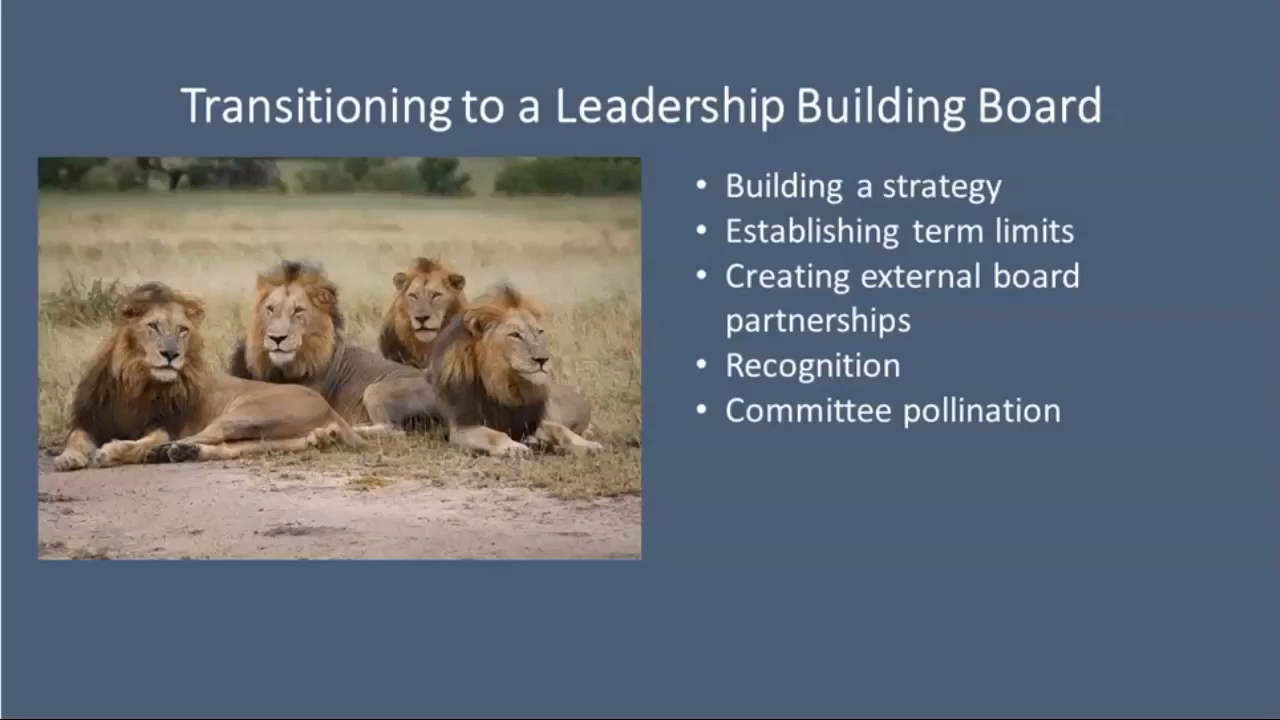 Transitioning to a Leadership Building Board
• Building a strategy
• Establishing term limits
• Creating external board
partnerships
• Recognition
• Committee pollination